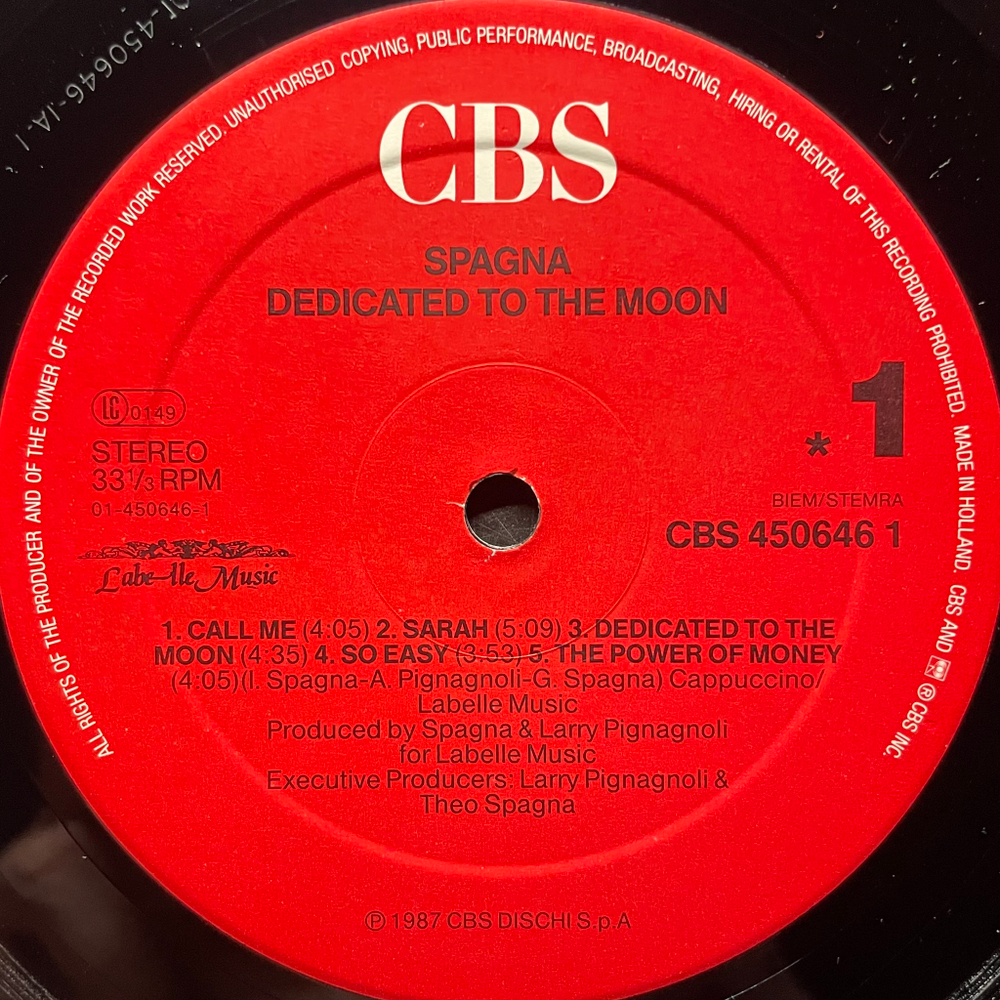 01-450646-1A-1
ALL RIGHTS OF THE PRODUCER AND OF THE OWNER OF THE RECORDED WORK RESERVED. UNAUTHORISED COPYING, PUBLIC PERFORMANCE, BROADCASTING, HIRING OR RENTAL OF THIS RECORDING PROHIBITED. MADE IN HOLLAND. CBS AND ® CBS INC.
CBS
SPAGNA
DEDICATED TO THE MOON
LC 0149
STEREO
33⅓ RPM
01-450646-1
Labe-lle Music
* 1
BIEM/STEMRA
CBS 450646 1
1. CALL ME (4:05) 2. SARAH (5:09) 3. DEDICATED TO THE
MOON (4:35) 4. SO EASY (3:53) 5. THE POWER OF MONEY
(4:05)(I. Spagna-A. Pignagnoli-G. Spagna) Cappuccino/
Labelle Music
Produced by Spagna & Larry Pignagnoli
for Labelle Music
Executive Producers: Larry Pignagnoli &
Theo Spagna
℗ 1987 CBS DISCHI S.p.A